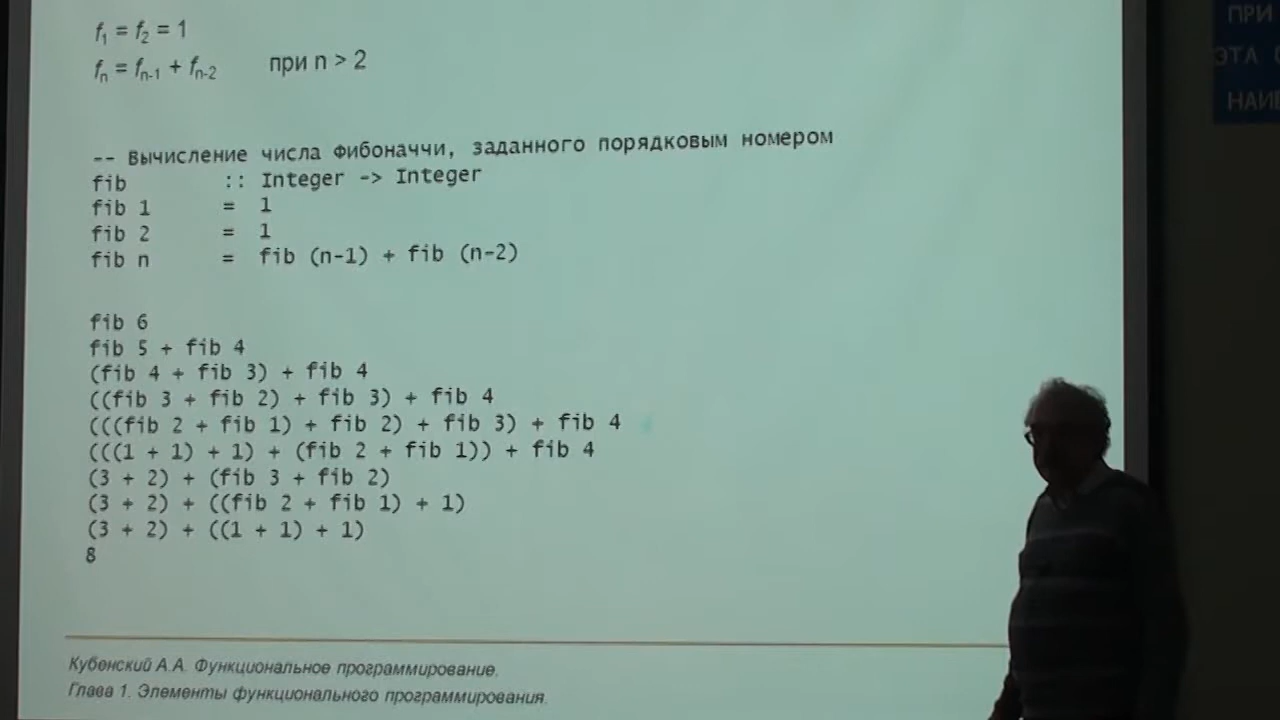 f1 = f2 = 1
fn = fn-1 + fn-2 при n > 2
-- Вычисление числа Фибоначчи, заданного порядковым номером
fib :: Integer -> Integer
fib 1 = 1
fib 2 = 1
fib n = fib (n-1) + fib (n-2)
fib 6
fib 5 + fib 4
(fib 4 + fib 3) + fib 4
((fib 3 + fib 2) + fib 3) + fib 4
(((fib 2 + fib 1) + fib 2) + fib 3) + fib 4
(((1 + 1) + 1) + (fib 2 + fib 1)) + fib 4
(3 + 2) + (fib 3 + fib 2)
(3 + 2) + ((fib 2 + fib 1) + 1)
(3 + 2) + ((1 + 1) + 1)
8
Кубенский А.А. Функциональное программирование.
Глава 1. Элементы функционального программирования.
ПРИ
ЭТА